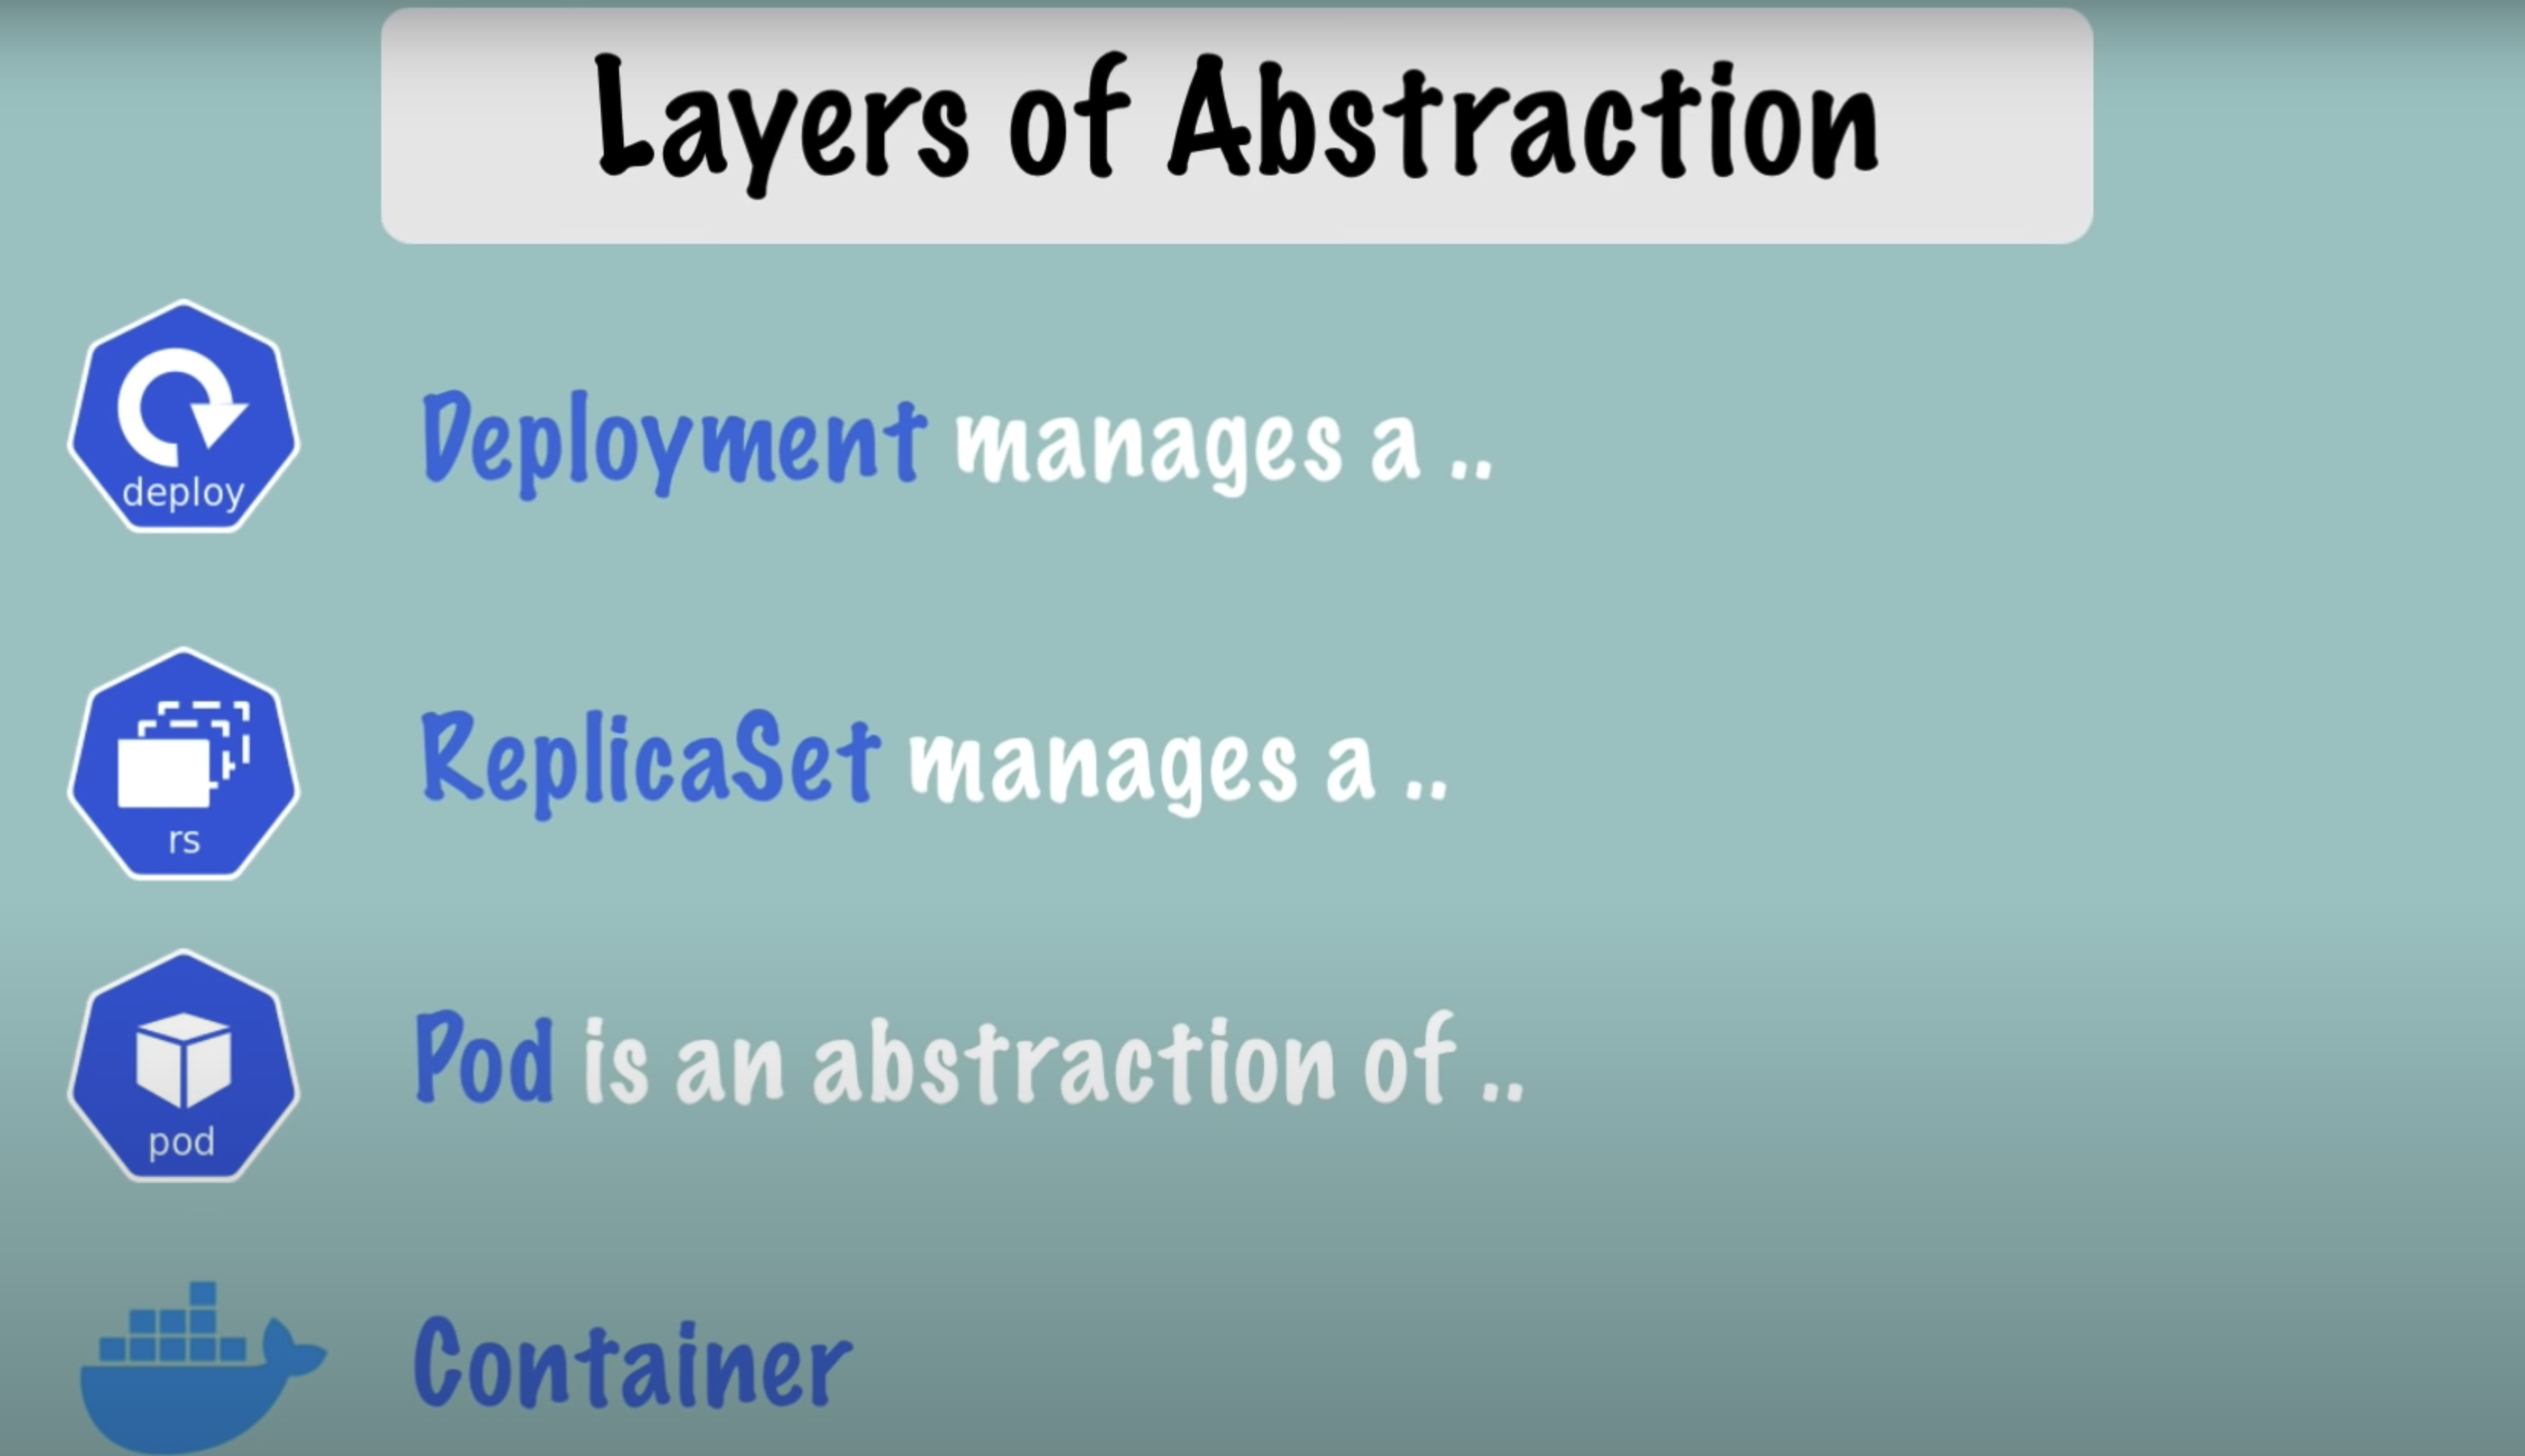 Layers of Abstraction
deploy
Deployment manages a ..
rs
ReplicaSet manages a ..
pod
Pod is an abstraction of ..
Container